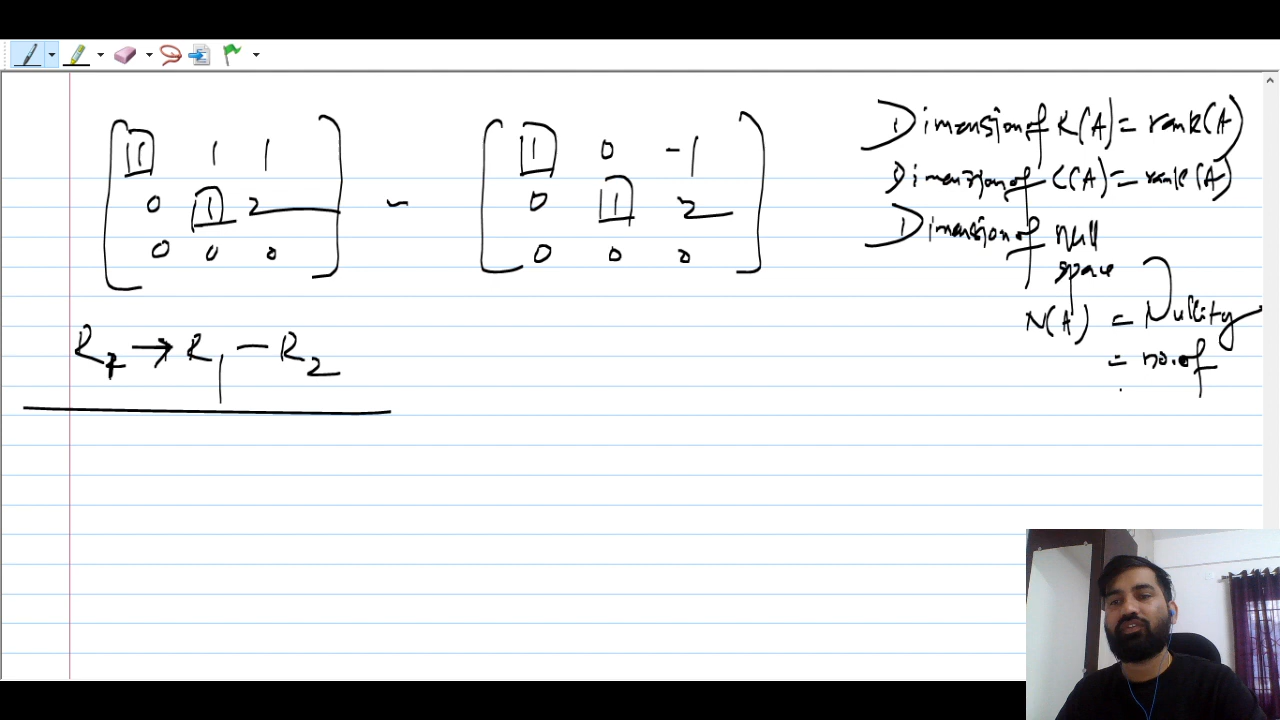 1 1 1
0 1 2
0 0 0
~
1 0 -1
0 1 2
0 0 0
R₂ → R₁ - R₂
Dimension of R(A) = rank(A)
Dimension of C(A) = rank(A)
Dimension of Null
space
N(A) = Nullity
= no. of